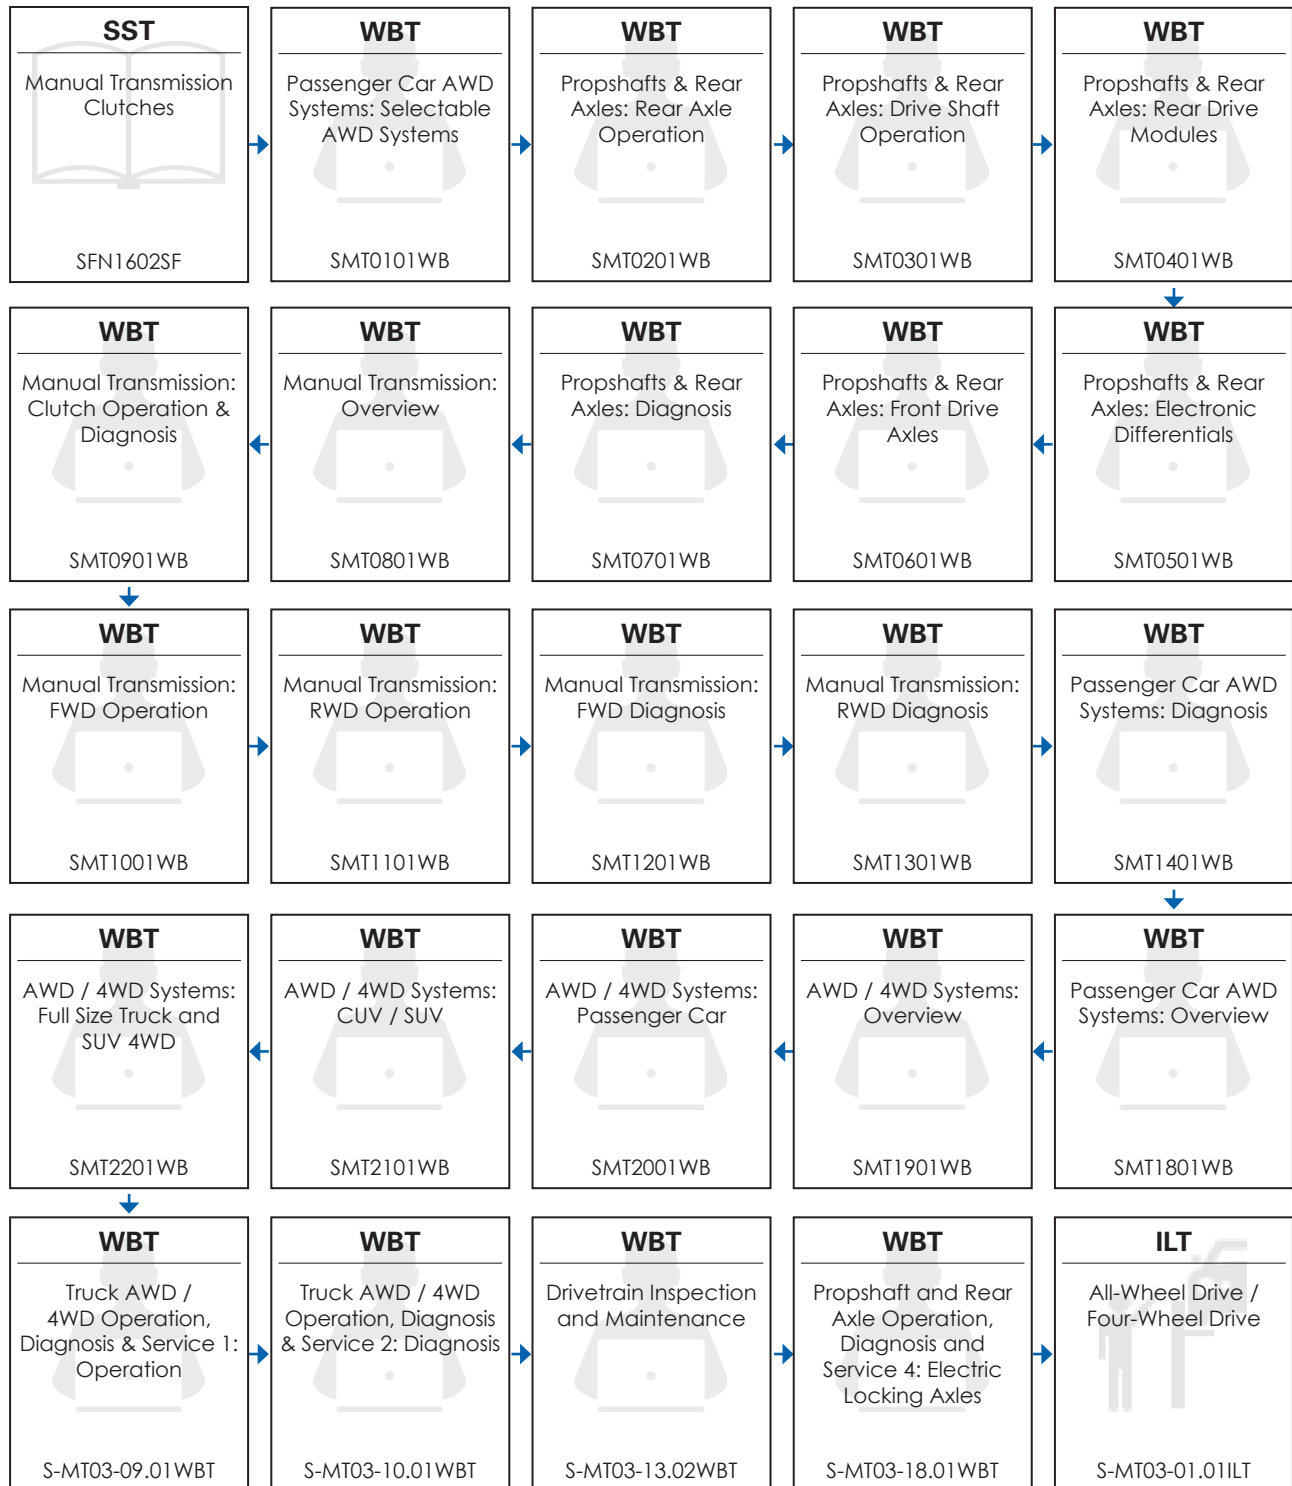 SST
Manual Transmission
Clutches
SFN1602SF
WBT
Passenger Car AWD
Systems: Selectable
AWD Systems
SMT0101WB
WBT
Propshafts & Rear
Axles: Rear Axle
Operation
SMT0201WB
WBT
Propshafts & Rear
Axles: Drive Shaft
Operation
SMT0301WB
WBT
Propshafts & Rear
Axles: Rear Drive
Modules
SMT0401WB
WBT
Manual Transmission:
Clutch Operation &
Diagnosis
SMT0901WB
WBT
Manual Transmission:
Overview
SMT0801WB
WBT
Propshafts & Rear
Axles: Diagnosis
SMT0701WB
WBT
Propshafts & Rear
Axles: Front Drive
Axles
SMT0601WB
WBT
Propshafts & Rear
Axles: Electronic
Differentials
SMT0501WB
WBT
Manual Transmission:
FWD Operation
SMT1001WB
WBT
Manual Transmission:
RWD Operation
SMT1101WB
WBT
Manual Transmission:
FWD Diagnosis
SMT1201WB
WBT
Manual Transmission:
RWD Diagnosis
SMT1301WB
WBT
Passenger Car AWD
Systems: Diagnosis
SMT1401WB
WBT
AWD / 4WD Systems:
Full Size Truck and
SUV 4WD
SMT2201WB
WBT
AWD / 4WD Systems:
CUV / SUV
SMT2101WB
WBT
AWD / 4WD Systems:
Passenger Car
SMT2001WB
WBT
AWD / 4WD Systems:
Overview
SMT1901WB
WBT
Passenger Car AWD
Systems: Overview
SMT1801WB
WBT
Truck AWD /
4WD Operation,
Diagnosis & Service 1:
Operation
S-MT03-09.01WBT
WBT
Truck AWD / 4WD
Operation, Diagnosis
& Service 2: Diagnosis
S-MT03-10.01WBT
WBT
Drivetrain Inspection
and Maintenance
S-MT03-13.02WBT
WBT
Propshaft and Rear
Axle Operation,
Diagnosis and
Service 4: Electric
Locking Axles
S-MT03-18.01WBT
ILT
All-Wheel Drive /
Four-Wheel Drive
S-MT03-01.01ILT